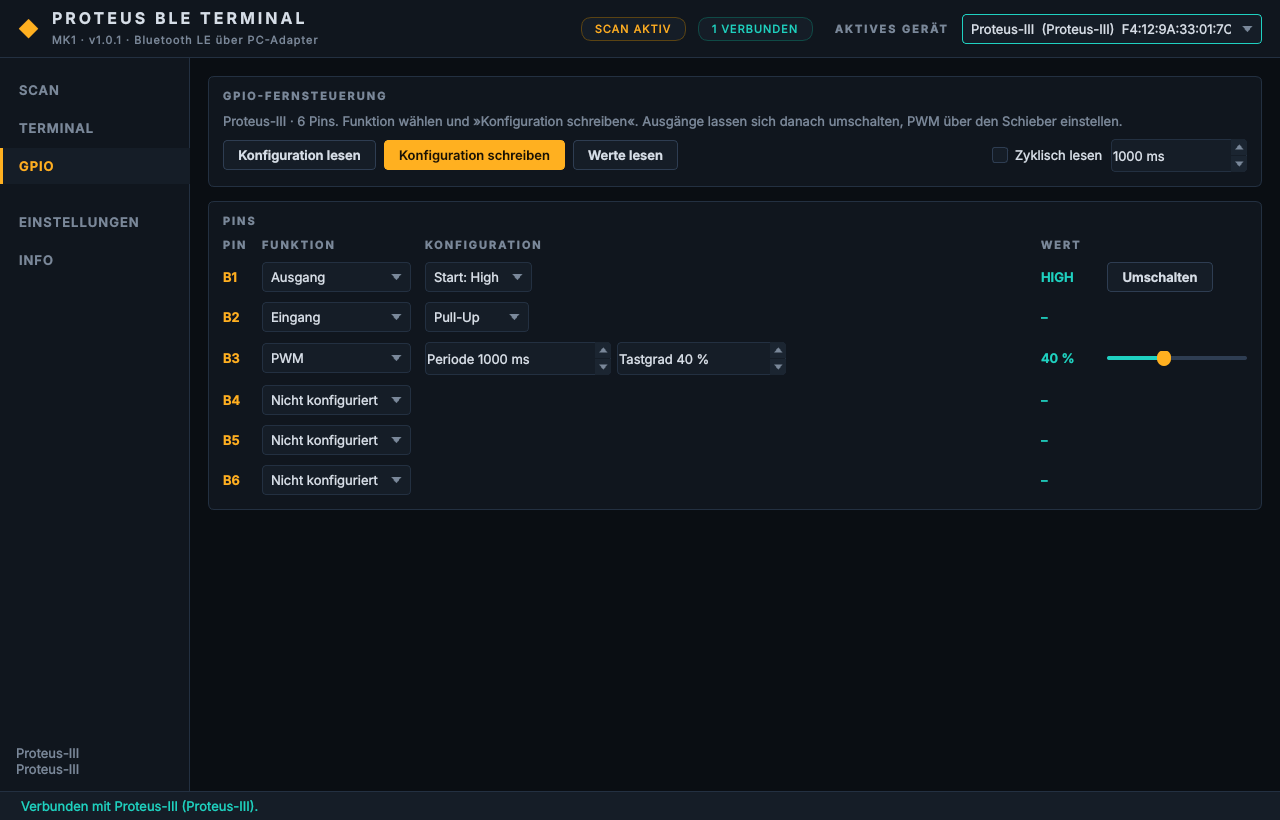 PROTEUS BLE TERMINAL
MK1 · v1.0.1 · Bluetooth LE über PC-Adapter
SCAN AKTIV
1 VERBUNDEN
AKTIVES GERÄT
Proteus-III (Proteus-III) F4:12:9A:33:01:7C
SCAN
TERMINAL
GPIO
EINSTELLUNGEN
INFO
GPIO-FERNSTEUERUNG
Proteus-III · 6 Pins. Funktion wählen und »Konfiguration schreiben«. Ausgänge lassen sich danach umschalten, PWM über den Schieber einstellen.
Konfiguration lesen Konfiguration schreiben Werte lesen Zyklisch lesen 1000 ms
PINS
PIN FUNKTION KONFIGURATION WERT
B1 Ausgang Start: High HIGH Umschalten
B2 Eingang Pull-Up –
B3 PWM Periode 1000 ms Tastgrad 40 % 40 %
B4 Nicht konfiguriert –
B5 Nicht konfiguriert –
B6 Nicht konfiguriert –
Proteus-III
Proteus-III
Verbunden mit Proteus-III (Proteus-III).